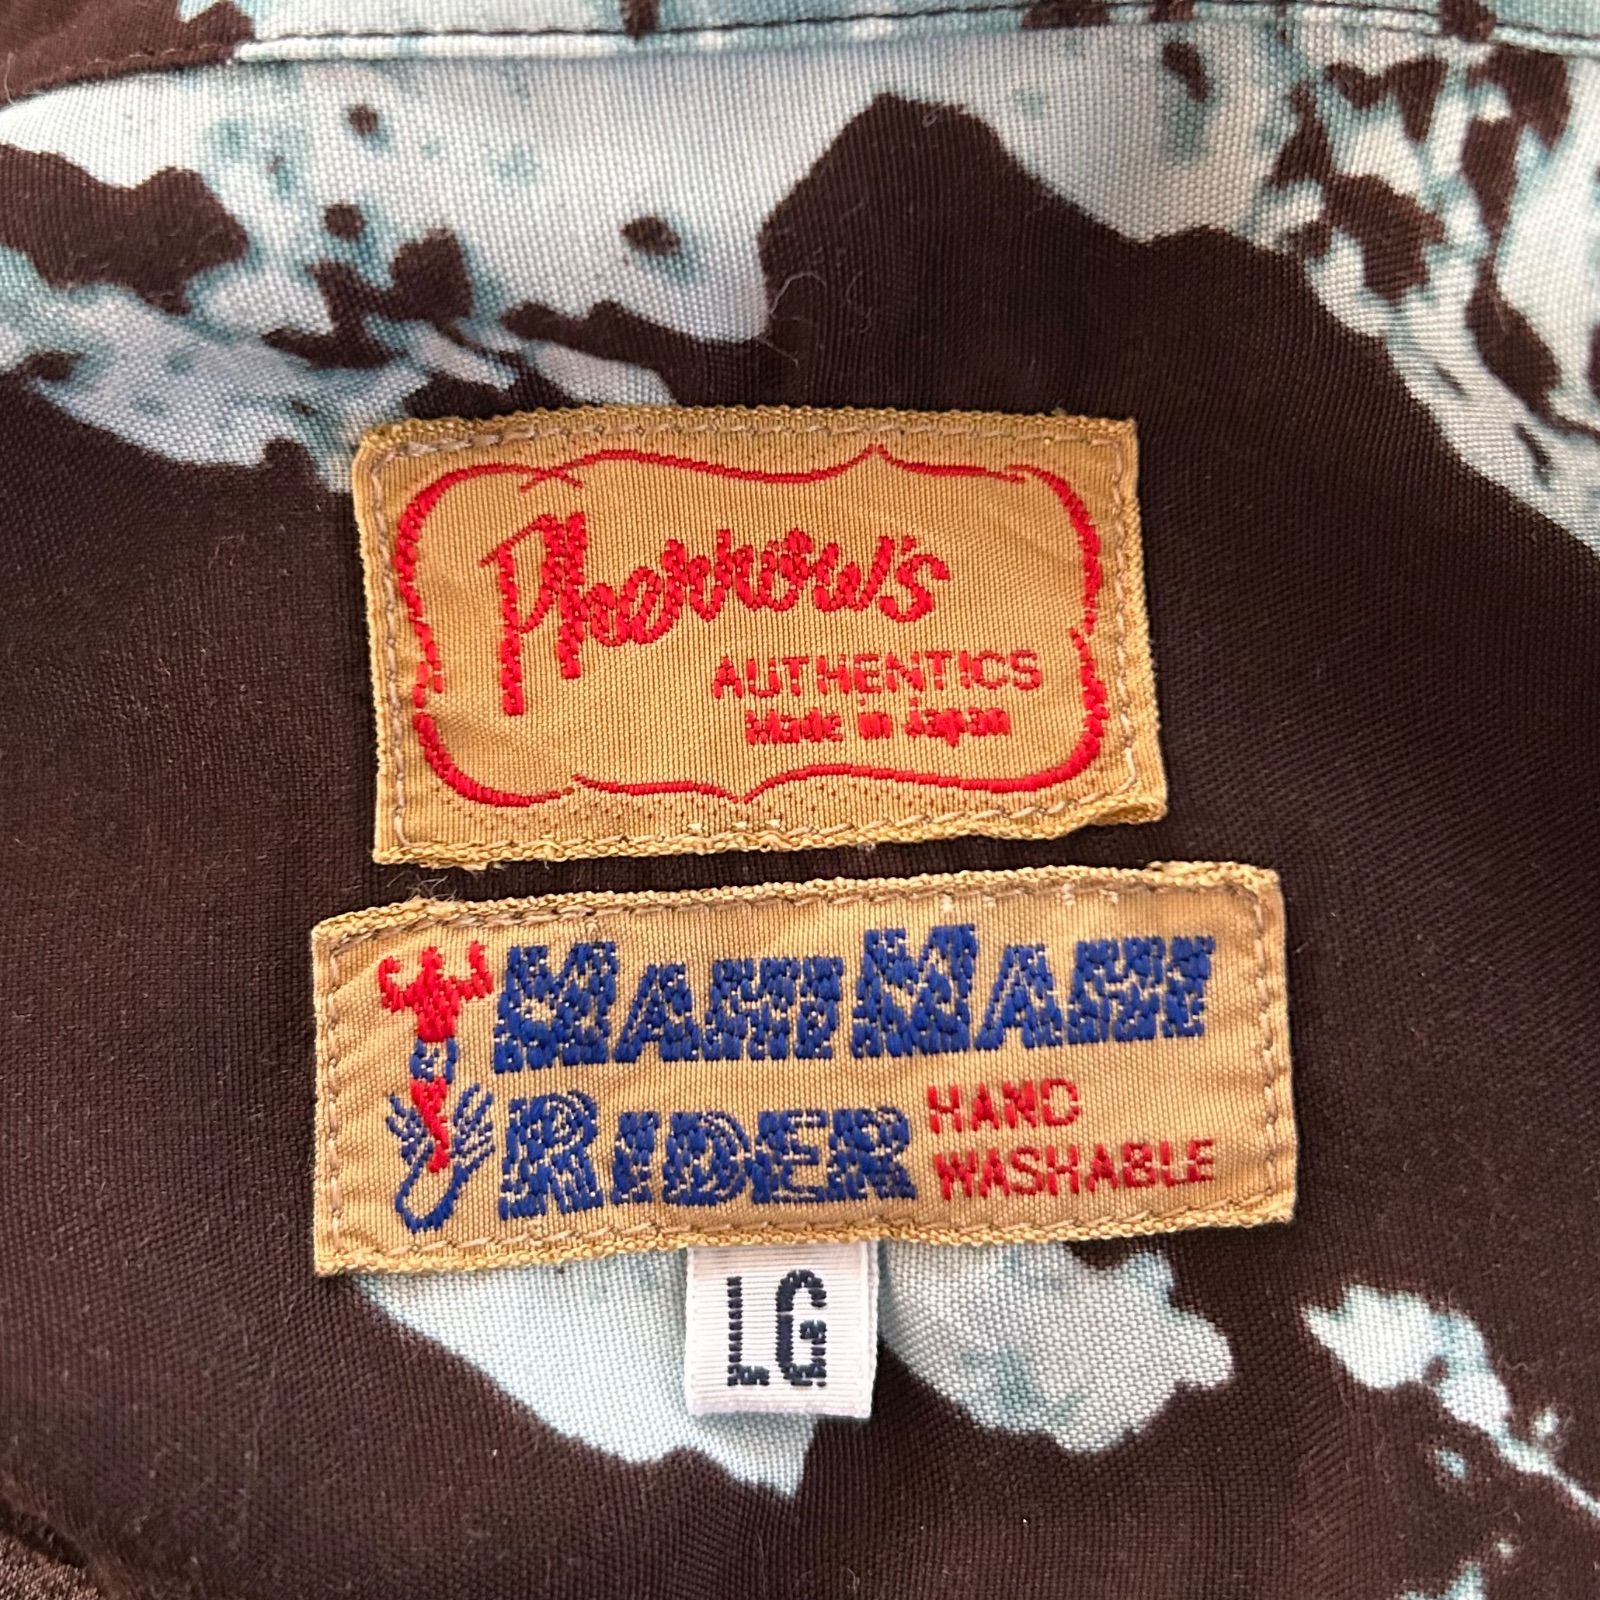 Pherrow's
AUTHENTICS
Made in Japan
MAHIMAHI
RIDER
HAND
WASHABLE
LG